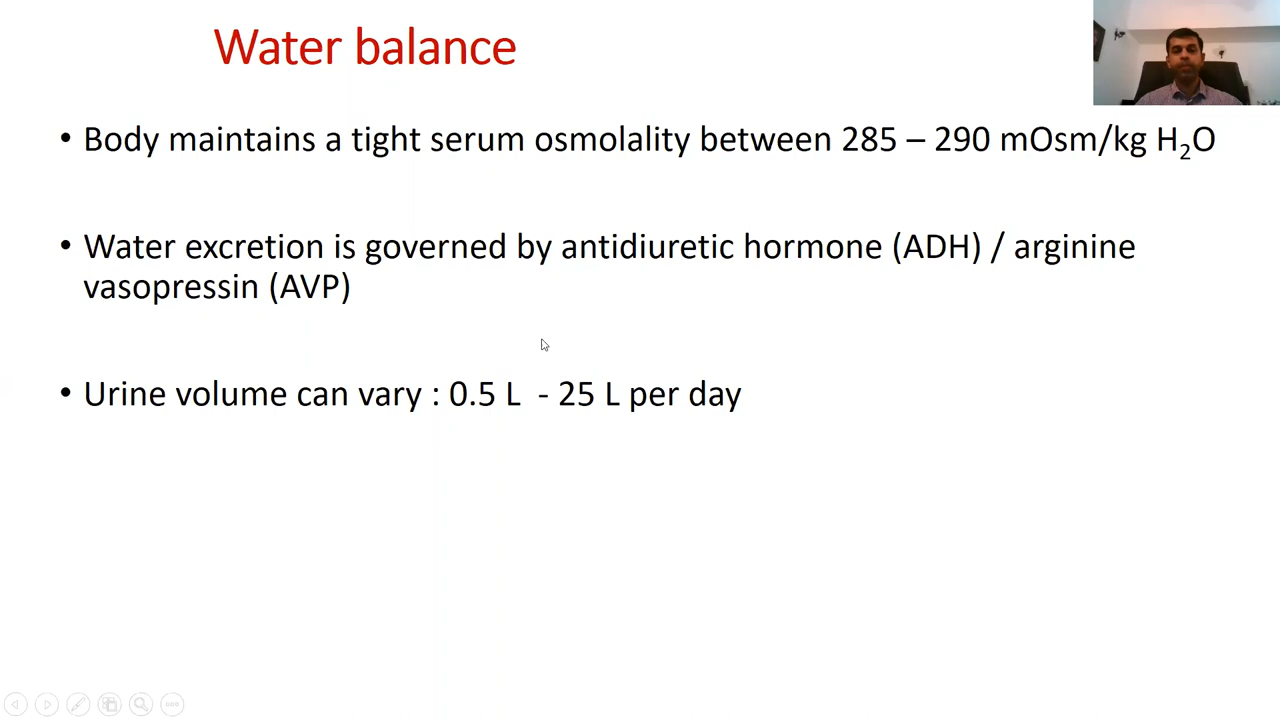 Water balance
• Body maintains a tight serum osmolality between 285 – 290 mOsm/kg H₂O
• Water excretion is governed by antidiuretic hormone (ADH) / arginine
vasopressin (AVP)
• Urine volume can vary : 0.5 L - 25 L per day